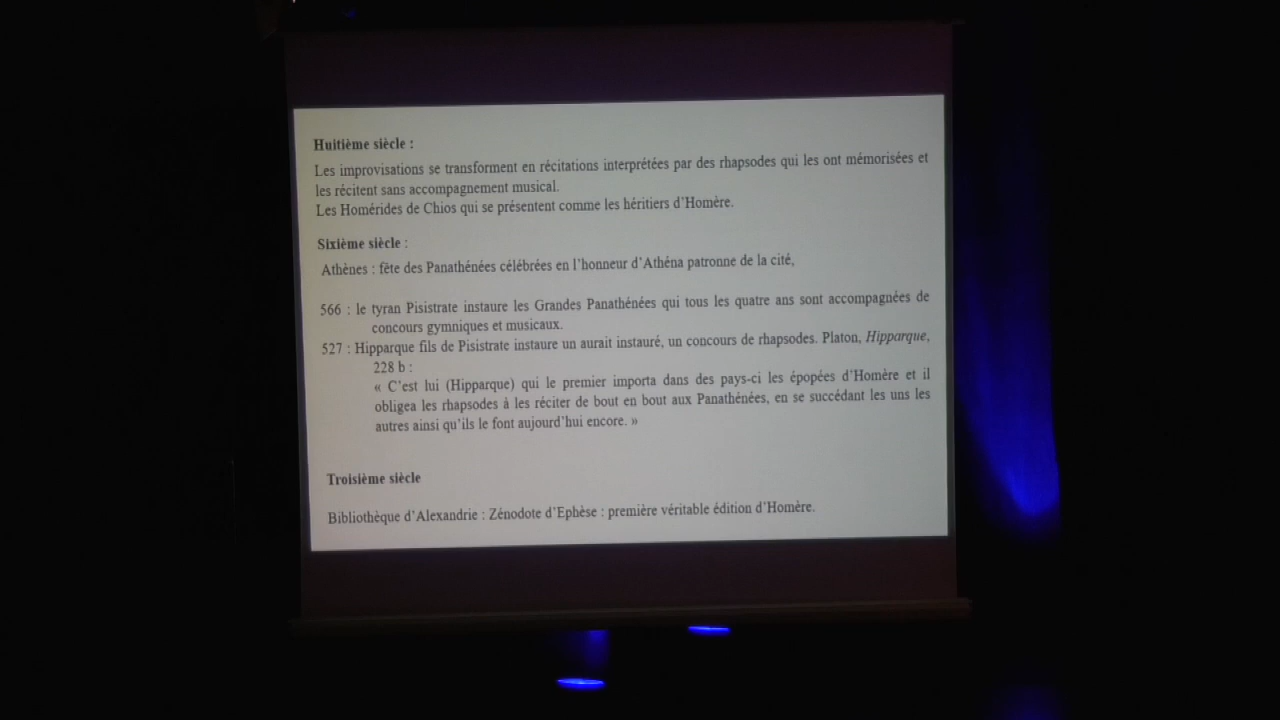 Huitième siècle :
Les improvisations se transforment en récitations interprétées par des rhapsodes qui les ont mémorisées et
les récitent sans accompagnement musical.
Les Homérides de Chios qui se présentent comme les héritiers d'Homère.
Sixième siècle :
Athènes : fête des Panathénées célébrées en l'honneur d'Athéna patronne de la cité,
566 : le tyran Pisistrate instaure les Grandes Panathénées qui tous les quatre ans sont accompagnées de
concours gymniques et musicaux.
527 : Hipparque fils de Pisistrate instaure un aurait instauré, un concours de rhapsodes. Platon, Hipparque,
228 b :
« C'est lui (Hipparque) qui le premier importa dans des pays-ci les épopées d'Homère et il
obligea les rhapsodes à les réciter de bout en bout aux Panathénées, en se succédant les uns les
autres ainsi qu'ils le font aujourd'hui encore. »
Troisième siècle
Bibliothèque d'Alexandrie : Zénodote d'Ephèse : première véritable édition d'Homère.